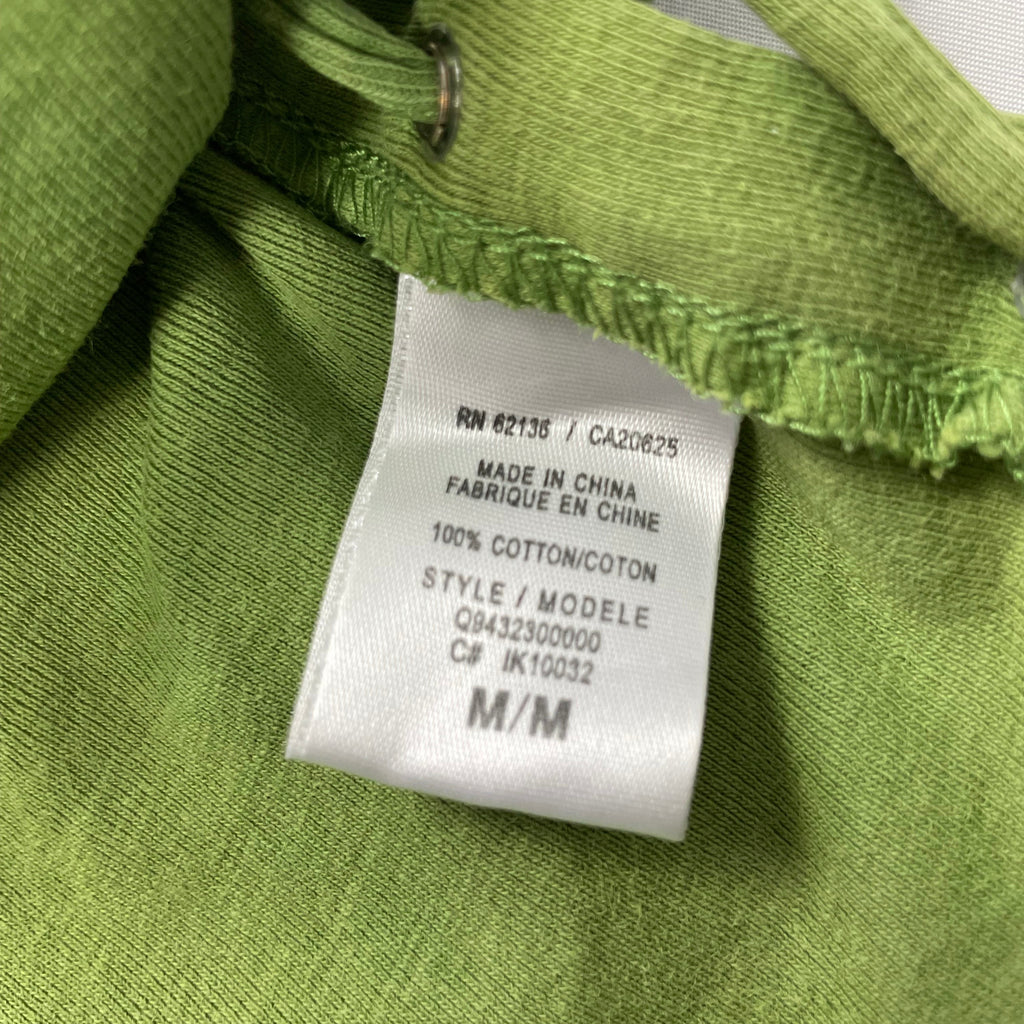 RN 62136 / CA20625
MADE IN CHINA
FABRIQUE EN CHINE
100% COTTON/COTON
STYLE / MODELE
Q9432300000
C# IK10032
M/M